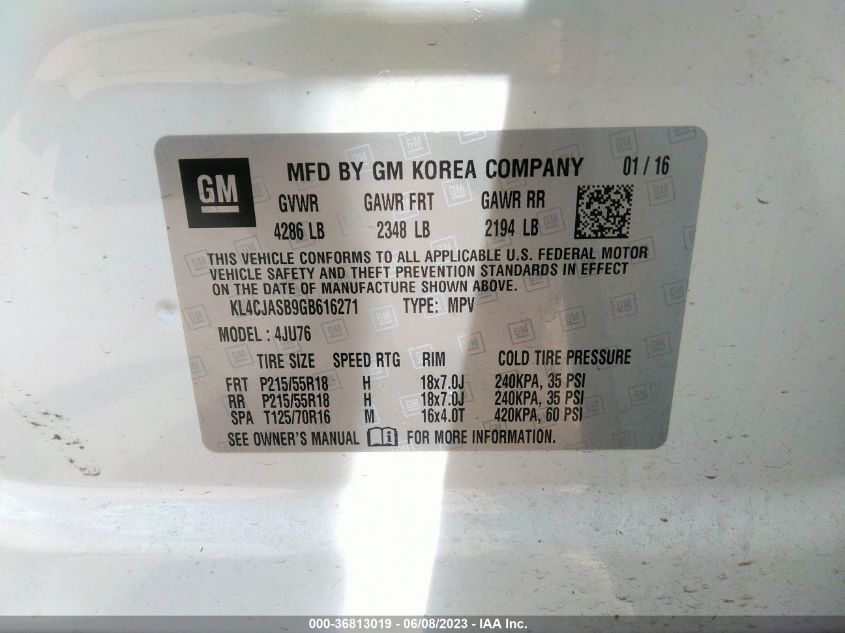 GM MFD BY GM KOREA COMPANY 01 / 16
GVWR GAWR FRT GAWR RR
4286 LB 2348 LB 2194 LB
THIS VEHICLE CONFORMS TO ALL APPLICABLE U.S. FEDERAL MOTOR
VEHICLE SAFETY AND THEFT PREVENTION STANDARDS IN EFFECT
ON THE DATE OF MANUFACTURE SHOWN ABOVE.
KL4CJASB9GB616271 TYPE: MPV
MODEL : 4JU76
TIRE SIZE SPEED RTG RIM COLD TIRE PRESSURE
FRT P215/55R18 H 18x7.0J 240KPA, 35 PSI
RR P215/55R18 H 18x7.0J 240KPA, 35 PSI
SPA T125/70R16 M 16x4.0T 420KPA, 60 PSI
SEE OWNER'S MANUAL FOR MORE INFORMATION.
000-36813019 - 06/08/2023 - IAA Inc.